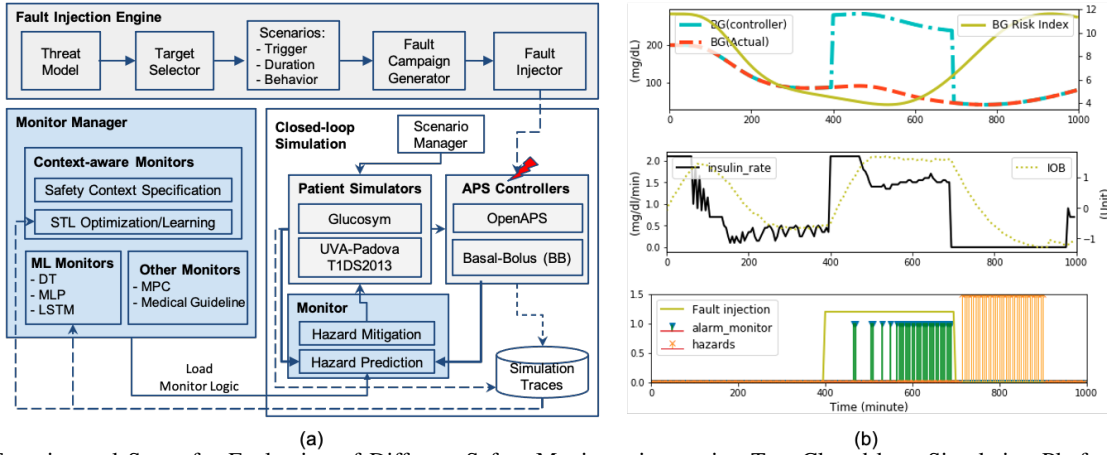 Fault Injection Engine
Threat
Model
Target
Selector
Scenarios:
- Trigger
- Duration
- Behavior
Fault
Campaign
Generator
Fault
Injector
Monitor Manager
Context-aware Monitors
Safety Context Specification
STL Optimization/Learning
ML Monitors
- DT
- MLP
- LSTM
Other Monitors
- MPC
- Medical Guideline
Closed-loop
Simulation
Scenario
Manager
Patient Simulators
Glucosym
UVA-Padova
T1DS2013
APS Controllers
OpenAPS
Basal-Bolus (BB)
Monitor
Hazard Mitigation
Hazard Prediction
Simulation
Traces
Load
Monitor Logic
(a)
BG(controller)
BG(Actual)
BG Risk Index
(mg/dL)
200
100
12
10
8
6
4
0 200 400 600 800 1000
insulin_rate
IOB
(mg/dl/min)
2.0
1.5
1.0
0.5
0.0
1
0
−1
(Unit)
0 200 400 600 800 1000
Fault injection
alarm_monitor
hazards
1.5
1.0
0.5
0.0
0 200 400 600 800 1000
Time (minute)
(b)